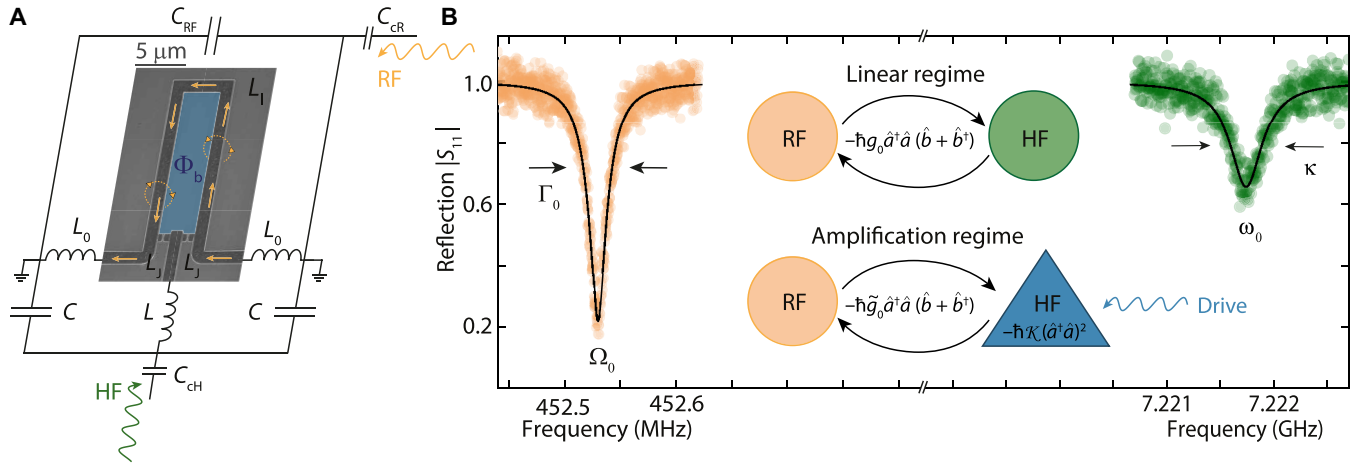 A
C_RF
C_cR
5 μm
RF
L_I
Φ_b
L_0
L_0
L_J
L_J
C
L
C
C_cH
HF
B
Reflection |S_11|
1.0
0.6
0.2
Γ_0
Ω_0
Linear regime
RF
−ℏg_0 â†â (b̂ + b̂†)
HF
Amplification regime
RF
−ℏg̃_0 â†â (b̂ + b̂†)
HF
−ℏ𝒦(â†â)²
Drive
κ
ω_0
452.5
452.6
7.221
7.222
Frequency (MHz)
Frequency (GHz)